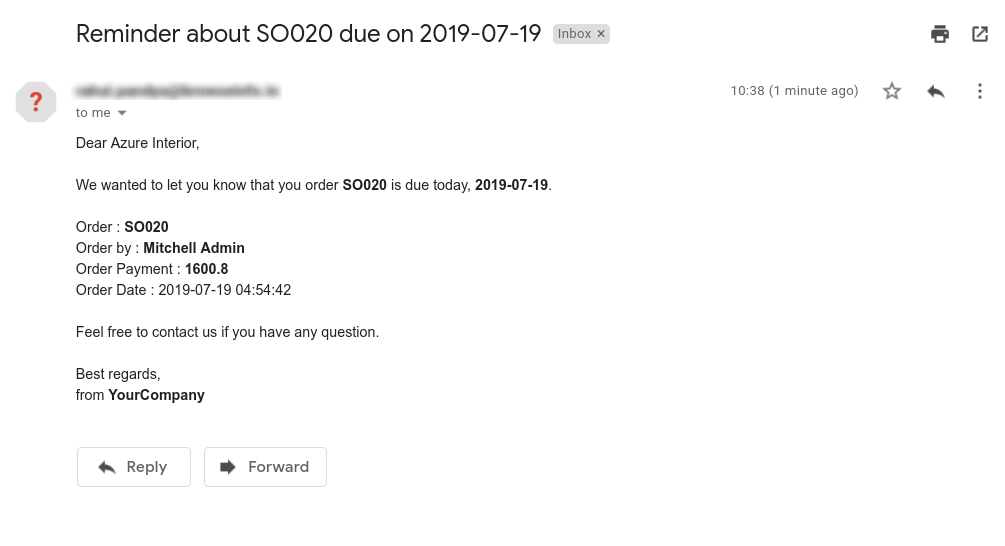 Reminder about SO020 due on 2019-07-19 Inbox ×
10:38 (1 minute ago)
to me
Dear Azure Interior,
We wanted to let you know that you order SO020 is due today, 2019-07-19.
Order : SO020
Order by : Mitchell Admin
Order Payment : 1600.8
Order Date : 2019-07-19 04:54:42
Feel free to contact us if you have any question.
Best regards,
from YourCompany
Reply Forward